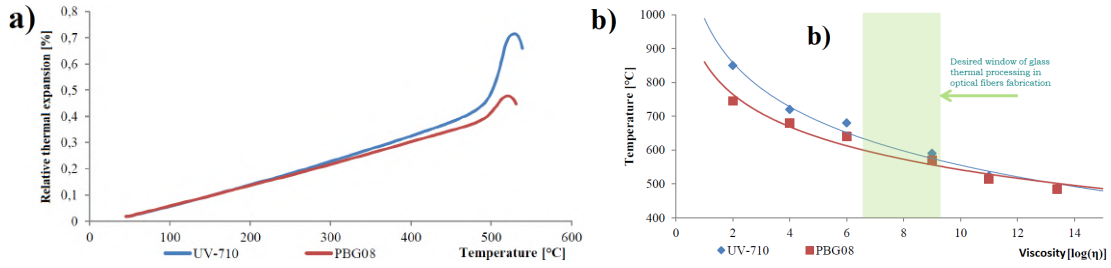 a)
Relative thermal expansion [%]
0,8
0,7
0,6
0,5
0,4
0,3
0,2
0,1
0
0 100 200 300 400 500 600
Temperature [°C]
UV-710 PBG08
b)
b)
Temperature [°C]
1000
900
800
700
600
500
400
Desired window of glass
thermal processing in
optical fibers fabrication
0 2 4 6 8 10 12 14
UV-710 PBG08
Viscosity [log(η)]